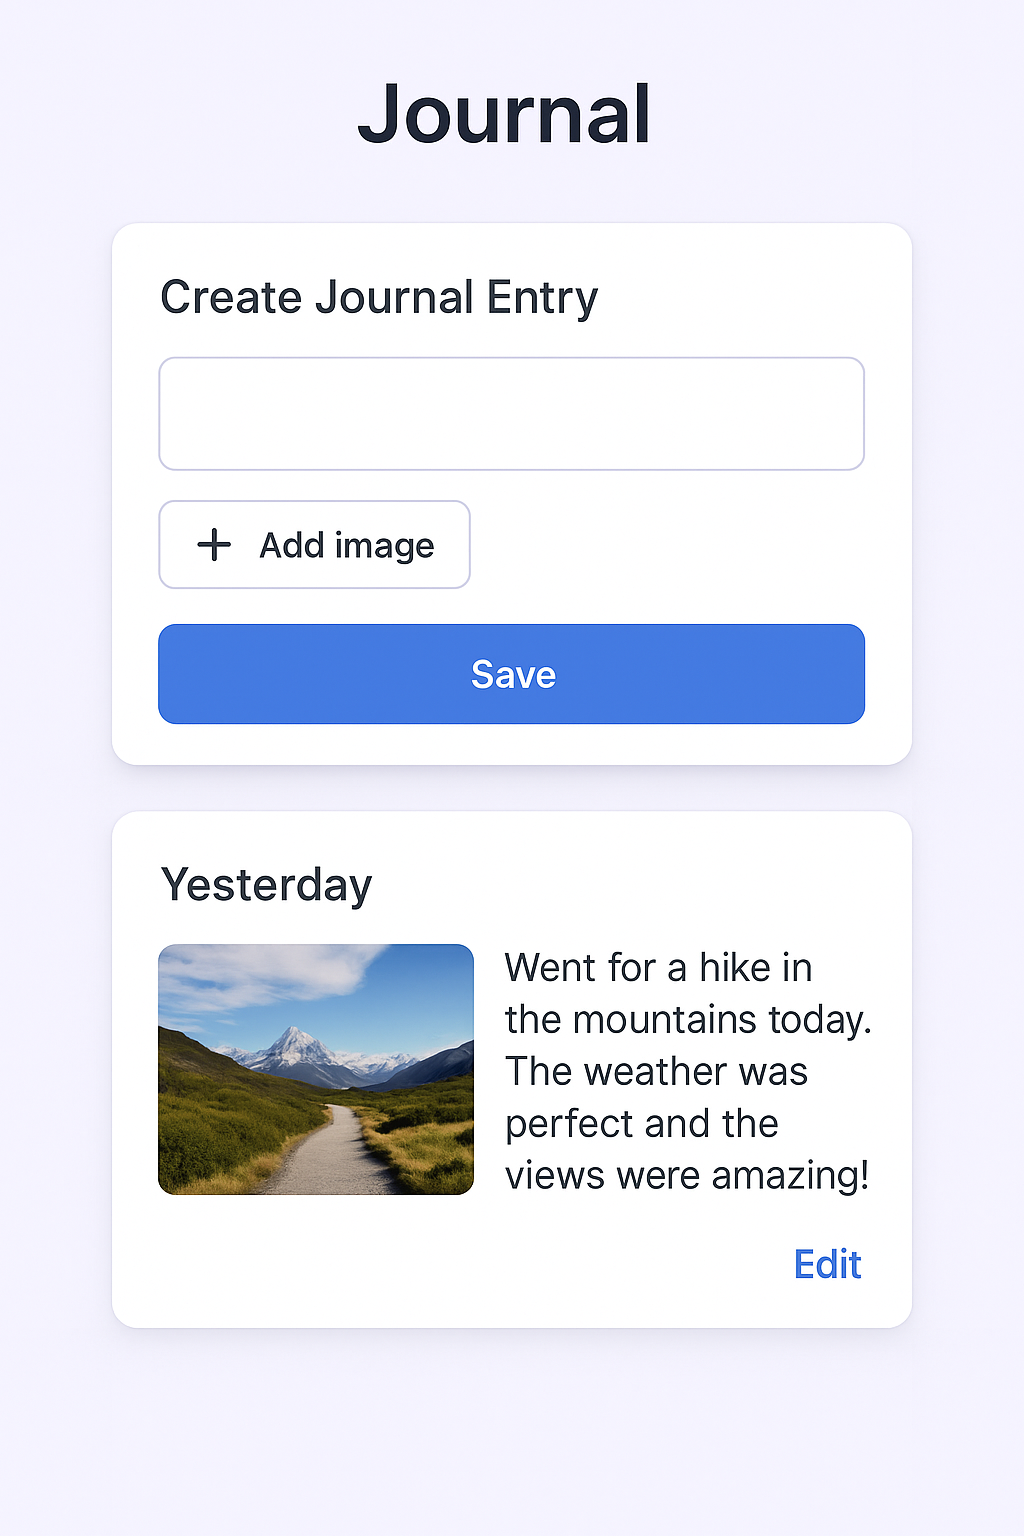 Journal
Create Journal Entry
+ Add image
Save
Yesterday
Went for a hike in
the mountains today.
The weather was
perfect and the
views were amazing!
Edit